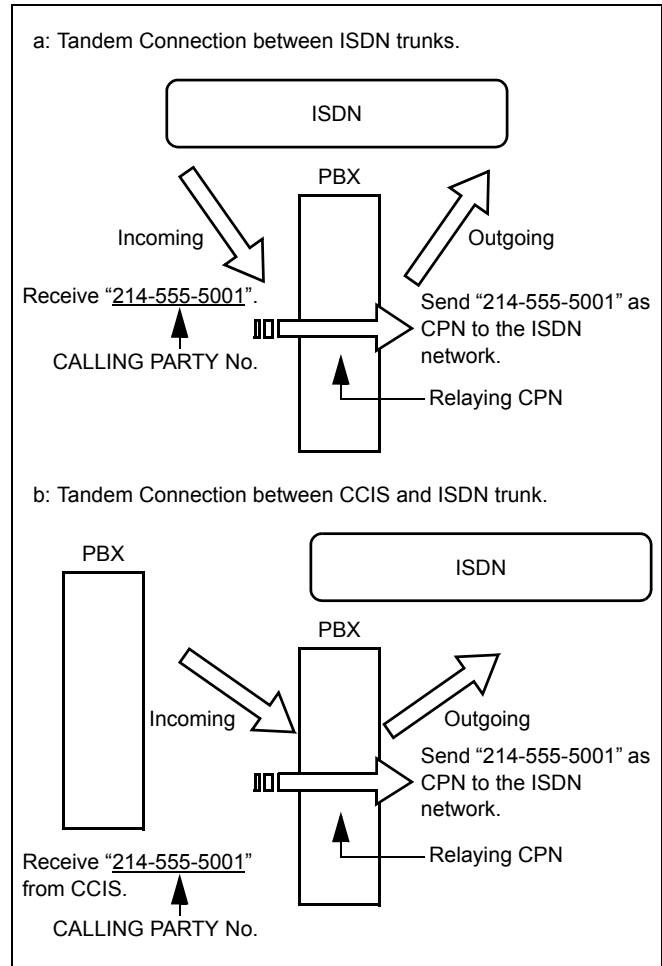 a: Tandem Connection between ISDN trunks.
ISDN
PBX
Incoming
Outgoing
Receive “214-555-5001”.
CALLING PARTY No.
Send “214-555-5001” as
CPN to the ISDN
network.
Relaying CPN
b: Tandem Connection between CCIS and ISDN trunk.
PBX
ISDN
PBX
Incoming
Outgoing
Send “214-555-5001” as
CPN to the ISDN
network.
Relaying CPN
Receive “214-555-5001”
from CCIS.
CALLING PARTY No.